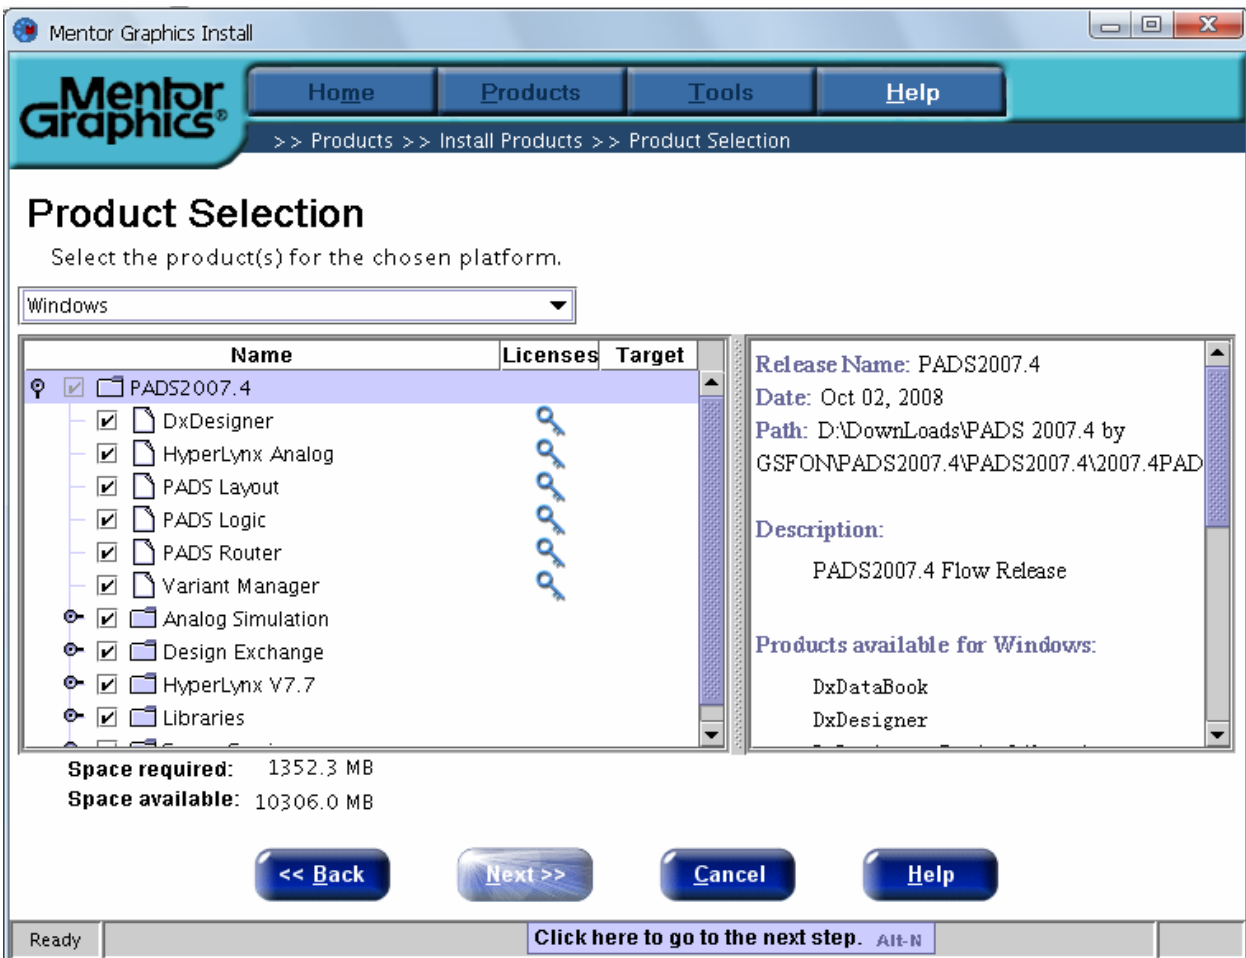 Mentor Graphics Install
Mentor
Graphics®
Home Products Tools Help
>> Products >> Install Products >> Product Selection
Product Selection
Select the product(s) for the chosen platform.
Windows
Name Licenses Target
PADS2007.4
DxDesigner
HyperLynx Analog
PADS Layout
PADS Logic
PADS Router
Variant Manager
Analog Simulation
Design Exchange
HyperLynx V7.7
Libraries
Release Name: PADS2007.4
Date: Oct 02, 2008
Path: D:\DownLoads\PADS 2007.4 by
GSFON\PADS2007.4\PADS2007.4\2007.4PAD
Description:
PADS2007.4 Flow Release
Products available for Windows:
DxDataBook
DxDesigner
Space required: 1352.3 MB
Space available: 10306.0 MB
<< Back Next >> Cancel Help
Ready
Click here to go to the next step. Alt-N